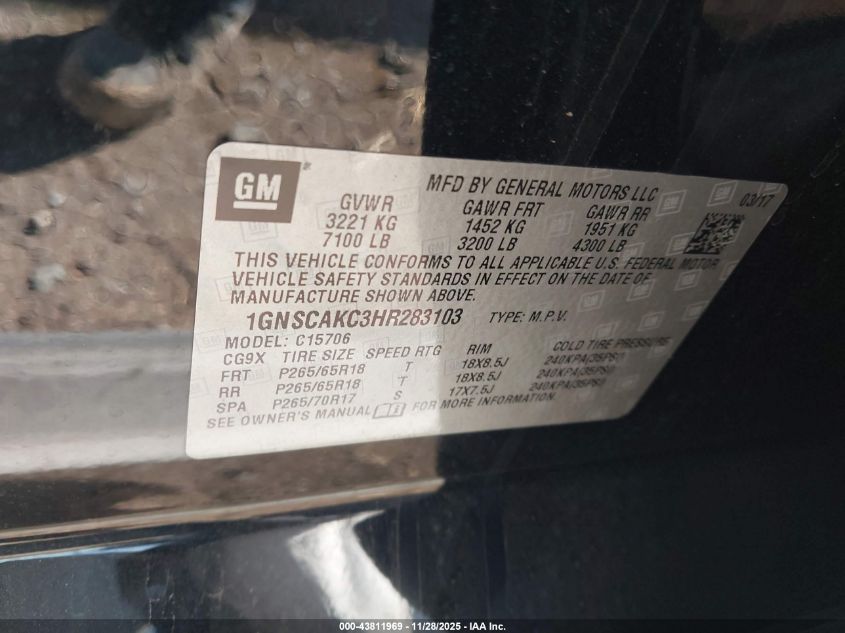 GM
MFD BY GENERAL MOTORS LLC 03/17
GVWR GAWR FRT GAWR RR
3221 KG 1452 KG 1951 KG
7100 LB 3200 LB 4300 LB
THIS VEHICLE CONFORMS TO ALL APPLICABLE U.S. FEDERAL MOTOR
VEHICLE SAFETY STANDARDS IN EFFECT ON THE DATE OF
MANUFACTURE SHOWN ABOVE.
1GNSCAKC3HR283103 TYPE: M.P.V.
MODEL: C15706
CG9X TIRE SIZE SPEED RTG RIM COLD TIRE PRESSURE
FRT P265/65R18 T 18X8.5J 240KPA(35PSI)
RR P265/65R18 T 18X8.5J 240KPA(35PSI)
SPA P265/70R17 S 17X7.5J 240KPA(35PSI)
SEE OWNER'S MANUAL FOR MORE INFORMATION.
000-43811969 - 11/28/2025 - IAA Inc.